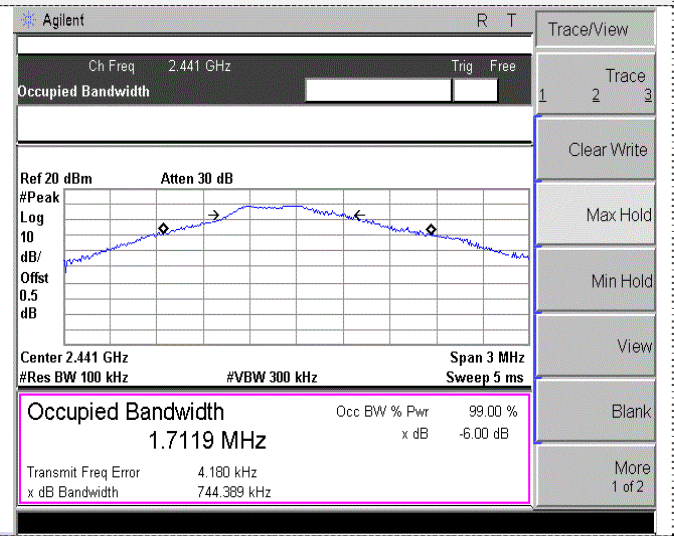 Agilent R T
Trace/View
Ch Freq 2.441 GHz Trig Free
Occupied Bandwidth
Trace
1 2 3
Clear Write
Ref 20 dBm Atten 30 dB
#Peak
Log
10
dB/
Offst
0.5
dB
Max Hold
Min Hold
View
Center 2.441 GHz Span 3 MHz
#Res BW 100 kHz #VBW 300 kHz Sweep 5 ms
Occupied Bandwidth Occ BW % Pwr 99.00 %
1.7119 MHz x dB -6.00 dB
Transmit Freq Error 4.180 kHz
x dB Bandwidth 744.389 kHz
Blank
More
1 of 2